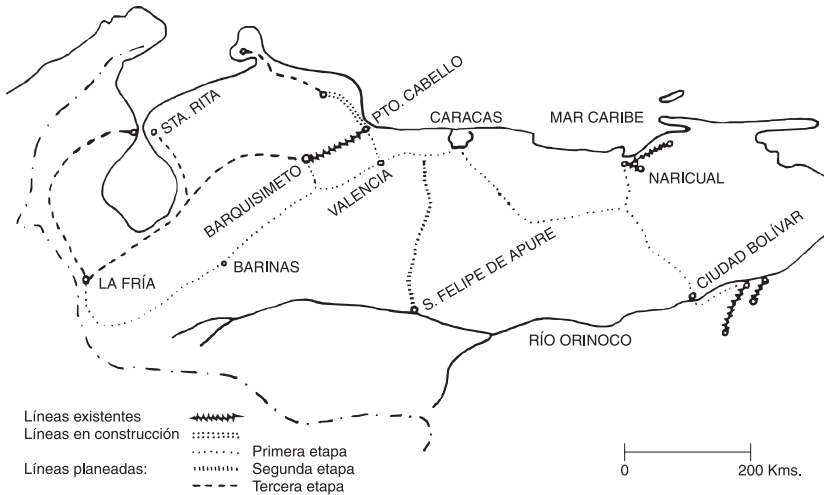 PTO. CABELLO
CARACAS
MAR CARIBE
STA. RITA
BARQUISIMETO
VALENCIA
NARICUAL
LA FRÍA
BARINAS
S. FELIPE DE APURE
CIUDAD BOLÍVAR
RÍO ORINOCO
Líneas existentes
Líneas en construcción
Primera etapa
Líneas planeadas: Segunda etapa
Tercera etapa
0 200 Kms.